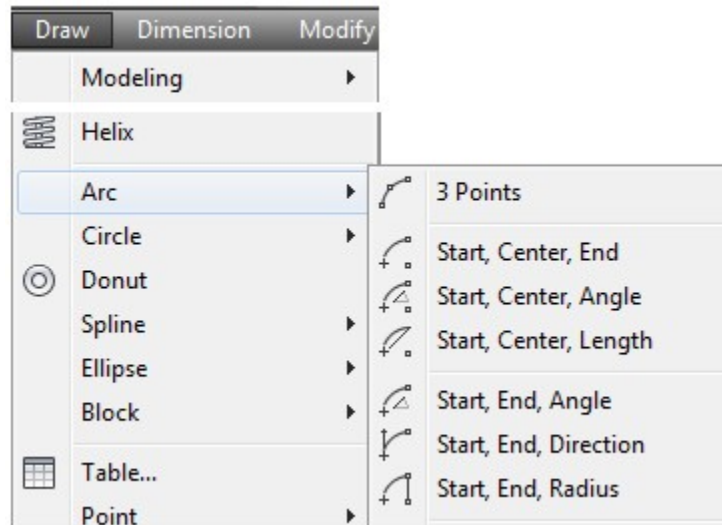 Draw Dimension Modify
Modeling
Helix
Arc
Circle
Donut
Spline
Ellipse
Block
Table...
Point
3 Points
Start, Center, End
Start, Center, Angle
Start, Center, Length
Start, End, Angle
Start, End, Direction
Start, End, Radius